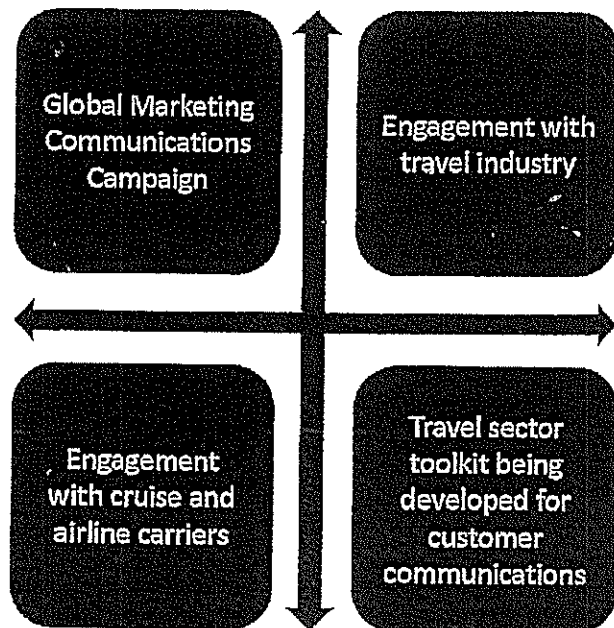 Global Marketing
Communications
Campaign
Engagement with
travel industry
Engagement
with cruise and
airline carriers
Travel sector
toolkit being
developed for
customer
communications